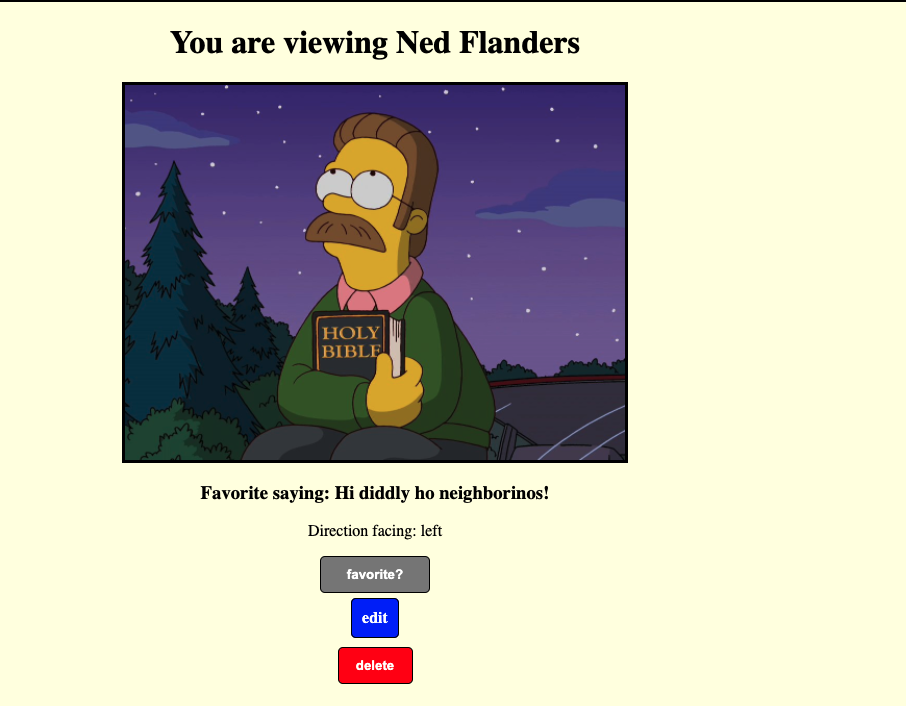 You are viewing Ned Flanders
HOLY
BIBLE
Favorite saying: Hi diddly ho neighborinos!
Direction facing: left
favorite?
edit
delete